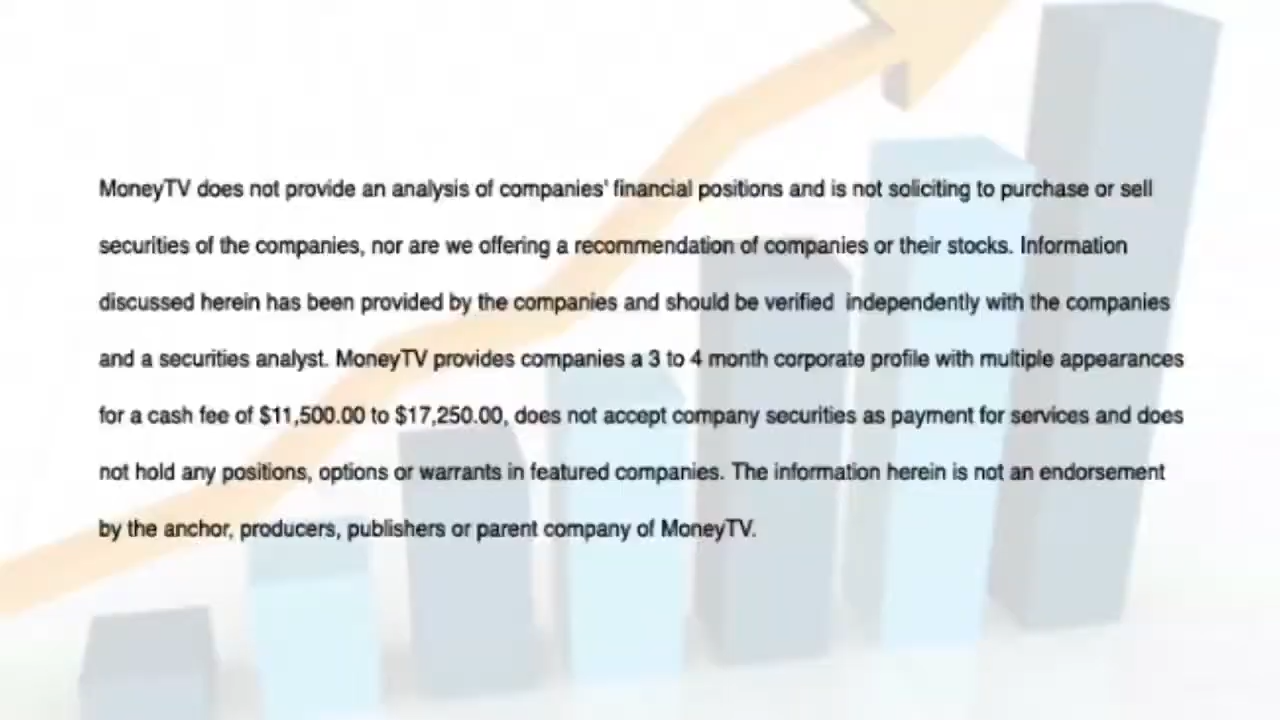 MoneyTV does not provide an analysis of companies' financial positions and is not soliciting to purchase or sell
securities of the companies, nor are we offering a recommendation of companies or their stocks. Information
discussed herein has been provided by the companies and should be verified  independently with the companies
and a securities analyst. MoneyTV provides companies a 3 to 4 month corporate profile with multiple appearances
for a cash fee of $11,500.00 to $17,250.00, does not accept company securities as payment for services and does
not hold any positions, options or warrants in featured companies. The information herein is not an endorsement
by the anchor, producers, publishers or parent company of MoneyTV.